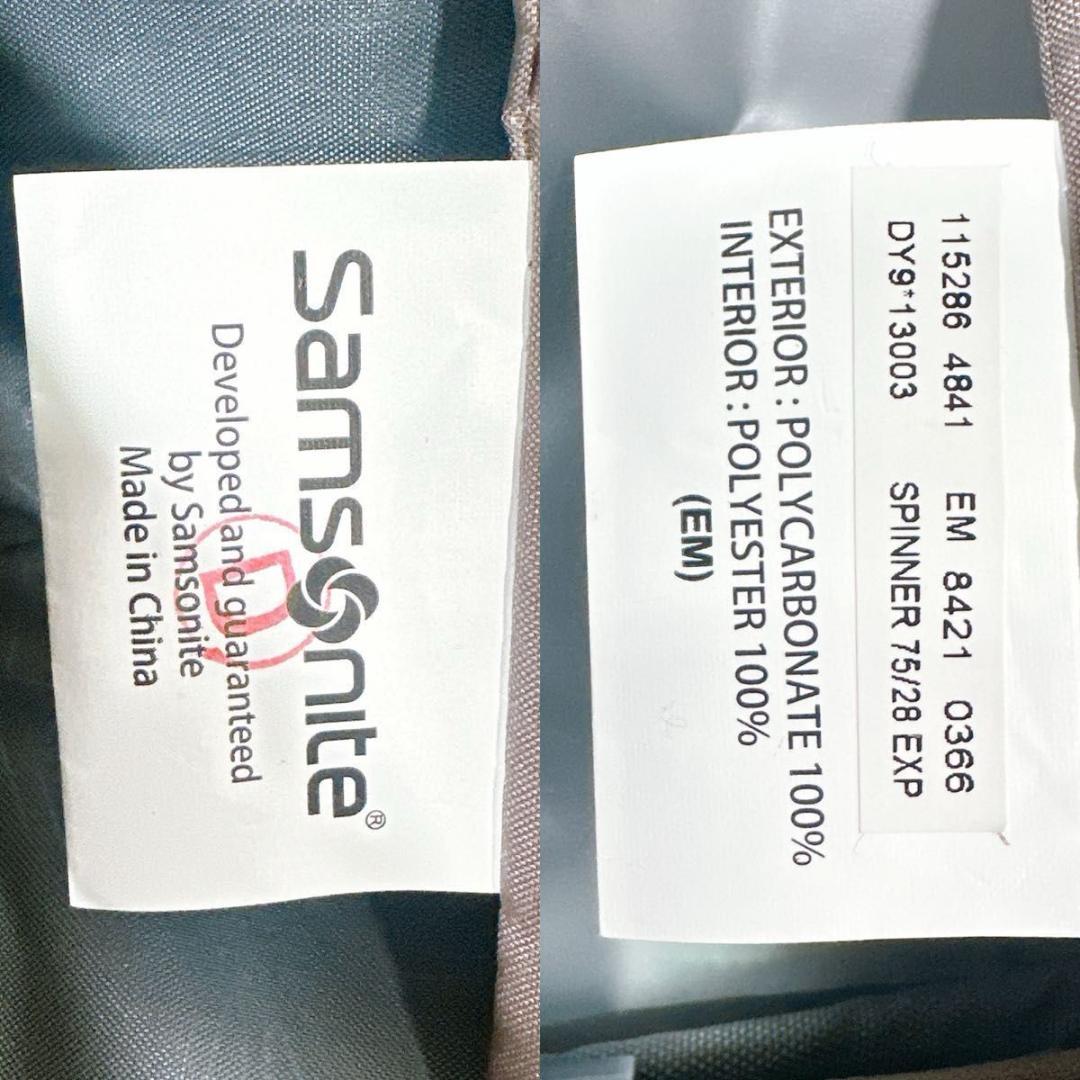 Samsonite®
Developed and guaranteed
by Samsonite
Made in China
D
115286 4841 EM 8421 0366
DY9*13003 SPINNER 75/28 EXP
EXTERIOR : POLYCARBONATE 100%
INTERIOR : POLYESTER 100%
(EM)